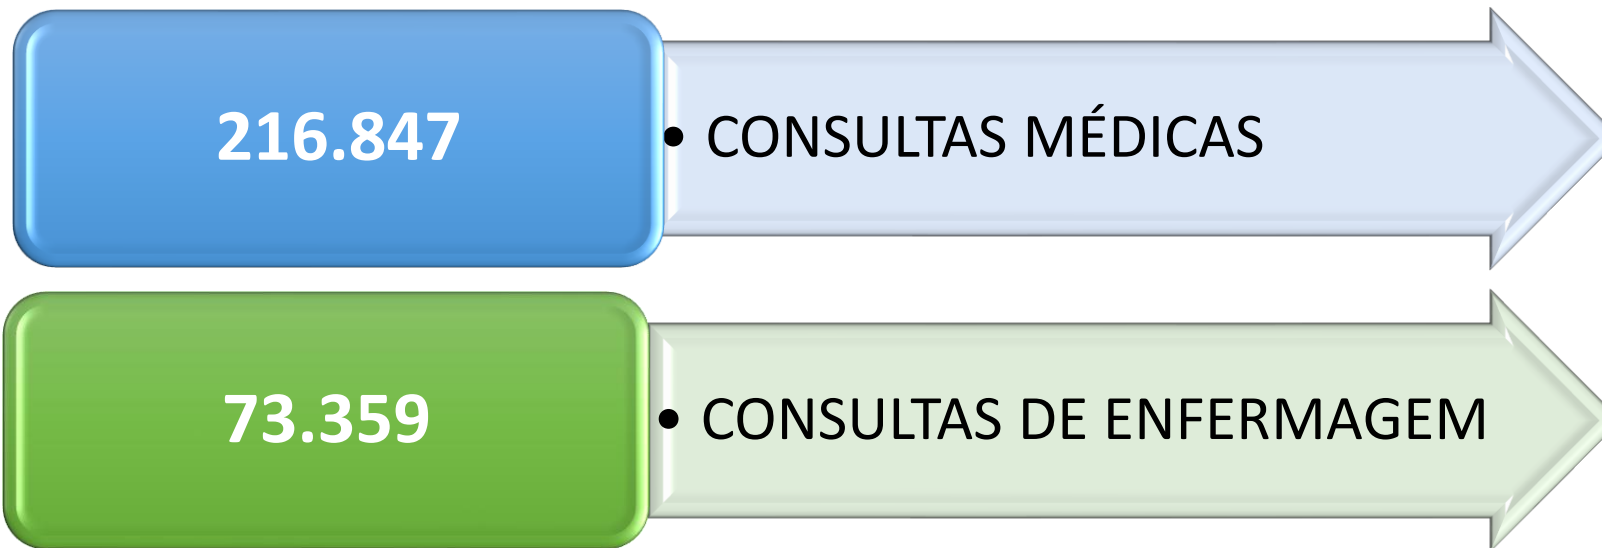 216.847
• CONSULTAS MÉDICAS
73.359
• CONSULTAS DE ENFERMAGEM